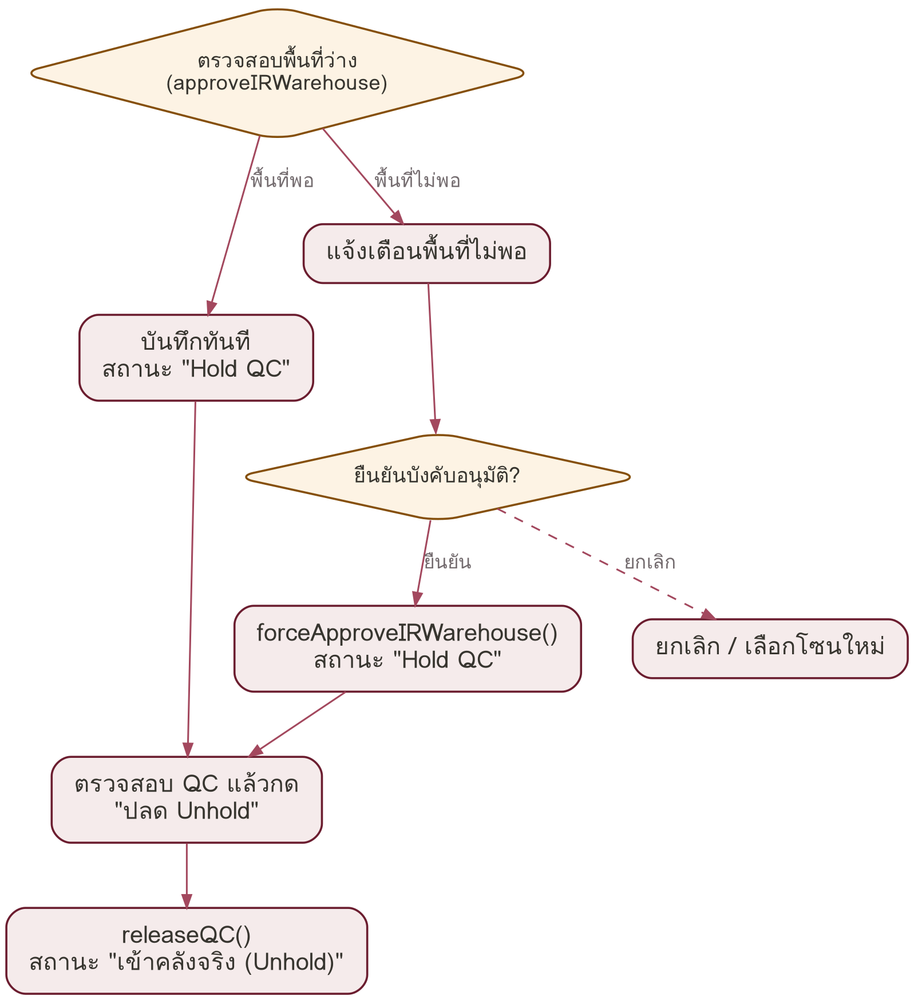 ตรวจสอบพื้นที่ว่าง
(approveIRWarehouse)
พื้นที่พอ
พื้นที่ไม่พอ
แจ้งเตือนพื้นที่ไม่พอ
บันทึกทันที
สถานะ "Hold QC"
ยืนยันบังคับอนุมัติ?
ยืนยัน
ยกเลิก
forceApproveIRWarehouse()
สถานะ "Hold QC"
ยกเลิก / เลือกโซนใหม่
ตรวจสอบ QC แล้วกด
"ปลด Unhold"
releaseQC()
สถานะ "เข้าคลังจริง (Unhold)"